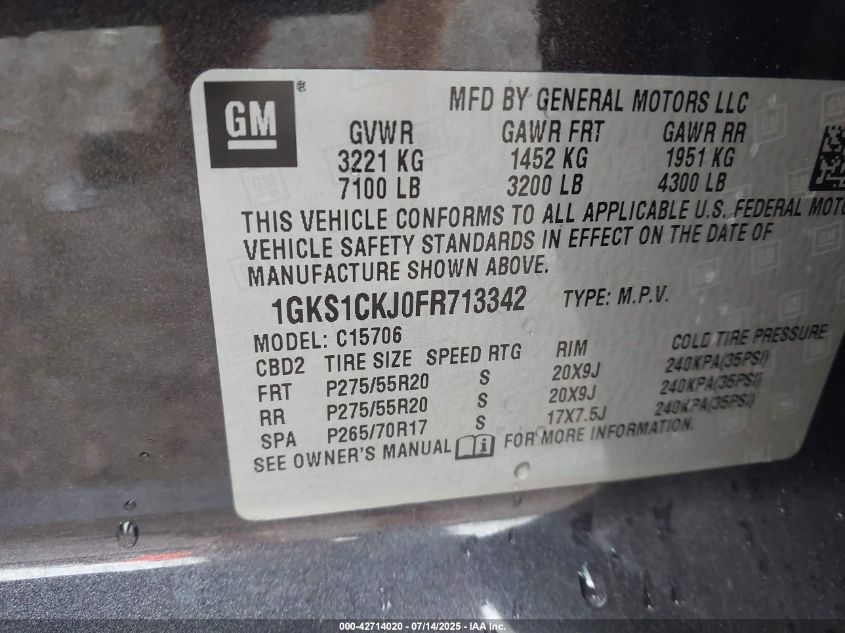 GM®
MFD BY GENERAL MOTORS LLC
GVWR GAWR FRT GAWR RR
3221 KG 1452 KG 1951 KG
7100 LB 3200 LB 4300 LB
THIS VEHICLE CONFORMS TO ALL APPLICABLE U.S. FEDERAL MOTO
VEHICLE SAFETY STANDARDS IN EFFECT ON THE DATE OF
MANUFACTURE SHOWN ABOVE.
1GKS1CKJ0FR713342 TYPE: M.P.V.
MODEL: C15706
CBD2 TIRE SIZE SPEED RTG RIM COLD TIRE PRESSURE
FRT P275/55R20 S 20X9J 240KPA(35PSI)
RR P275/55R20 S 20X9J 240KPA(35PSI)
SPA P265/70R17 S 17X7.5J 240KPA(35PSI)
SEE OWNER'S MANUAL i FOR MORE INFORMATION.
000-42714020 - 07/14/2025 - IAA Inc.